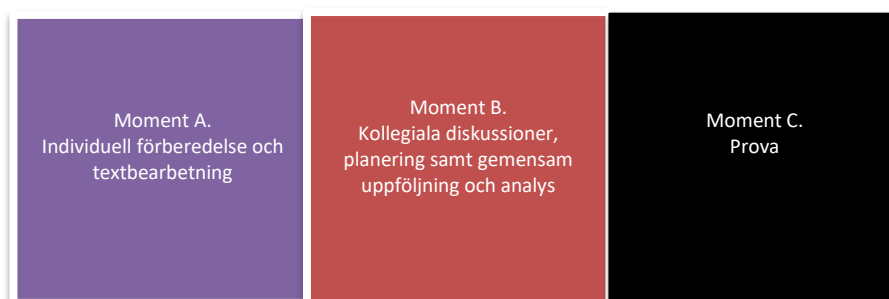 Moment A.
Individuell förberedelse och
textbearbetning
Moment B.
Kollegiala diskussioner,
planering samt gemensam
uppföljning och analys
Moment C.
Prova